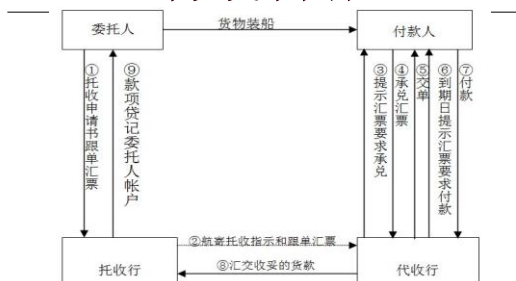 委托人
货物装船
付款人
①托收申请书跟单汇票
⑨款项贷记委托人帐户
③提示汇票要求承兑
④承兑汇票
⑤交单
⑥到期日提示汇票要求付款
⑦付款
②航寄托收指示和跟单汇票
⑧汇交收妥的货款
托收行
代收行